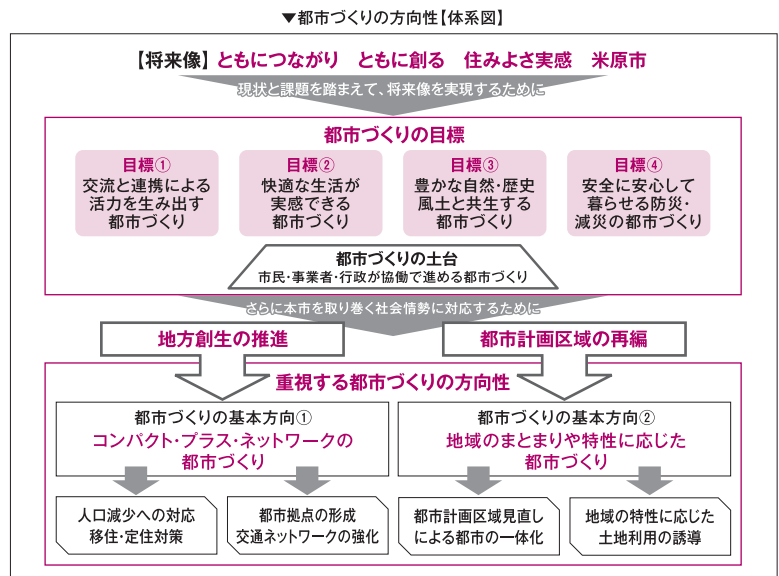 ▼都市づくりの方向性【体系図】
【将来像】ともにつながり　ともに創る　住みよさ実感　米原市
現状と課題を踏まえて、将来像を実現するために
都市づくりの目標
目標①
交流と連携による
活力を生み出す
都市づくり
目標②
快適な生活が
実感できる
都市づくり
目標③
豊かな自然・歴史
風土と共生する
都市づくり
目標④
安全に安心して
暮らせる防災・
減災の都市づくり
都市づくりの土台
市民・事業者・行政が協働で進める都市づくり
さらに本市を取り巻く社会情勢に対応するために
地方創生の推進
都市計画区域の再編
重視する都市づくりの方向性
都市づくりの基本方向①
コンパクト・プラス・ネットワークの
都市づくり
都市づくりの基本方向②
地域のまとまりや特性に応じた
都市づくり
人口減少への対応
移住・定住対策
都市拠点の形成
交通ネットワークの強化
都市計画区域見直し
による都市の一体化
地域の特性に応じた
土地利用の誘導